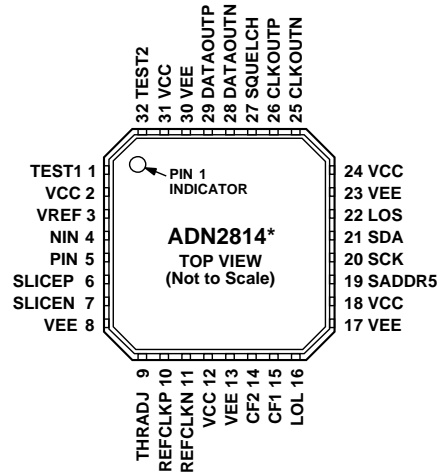 32 TEST2
31 VCC
30 VEE
29 DATAOUTP
28 DATAOUTN
27 SQUELCH
26 CLKOUTP
25 CLKOUTN
TEST1 1
VCC 2
VREF 3
NIN 4
PIN 5
SLICEP 6
SLICEN 7
VEE 8
PIN 1
INDICATOR
ADN2814*
TOP VIEW
(Not to Scale)
24 VCC
23 VEE
22 LOS
21 SDA
20 SCK
19 SADDR5
18 VCC
17 VEE
THRADJ 9
REFCLKP 10
REFCLKN 11
VCC 12
VEE 13
CF2 14
CF1 15
LOL 16